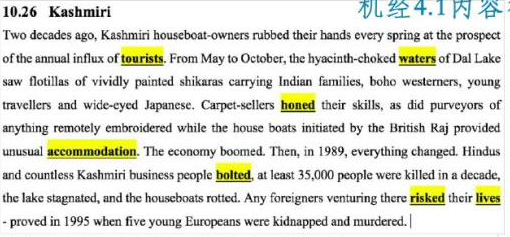 机经4.1内容
10.26 Kashmiri
Two decades ago, Kashmiri houseboat-owners rubbed their hands every spring at the prospect
of the annual influx of tourists. From May to October, the hyacinth-choked waters of Dal Lake
saw flotillas of vividly painted shikaras carrying Indian families, boho westerners, young
travellers and wide-eyed Japanese. Carpet-sellers honed their skills, as did purveyors of
anything remotely embroidered while the house boats initiated by the British Raj provided
unusual accommodation. The economy boomed. Then, in 1989, everything changed. Hindus
and countless Kashmiri business people bolted, at least 35,000 people were killed in a decade,
the lake stagnated, and the houseboats rotted. Any foreigners venturing there risked their lives
- proved in 1995 when five young Europeans were kidnapped and murdered.